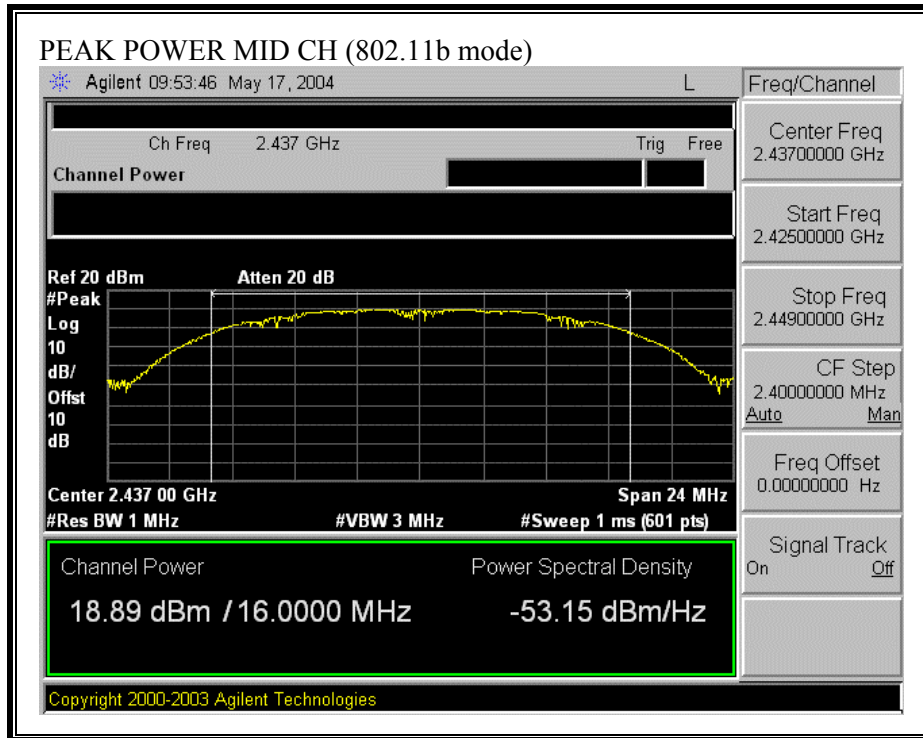 PEAK POWER MID CH (802.11b mode)
Agilent 09:53:46 May 17, 2004 L Freq/Channel
Ch Freq 2.437 GHz Trig Free
Channel Power
Center Freq
2.43700000 GHz
Start Freq
2.42500000 GHz
Stop Freq
2.44900000 GHz
CF Step
2.40000000 MHz
Auto Man
Freq Offset
0.00000000 Hz
Signal Track
On Off
Ref 20 dBm Atten 20 dB
#Peak
Log
10
dB/
Offst
10
dB
Center 2.437 00 GHz Span 24 MHz
#Res BW 1 MHz #VBW 3 MHz #Sweep 1 ms (601 pts)
Channel Power Power Spectral Density
18.89 dBm / 16.0000 MHz -53.15 dBm/Hz
Copyright 2000-2003 Agilent Technologies